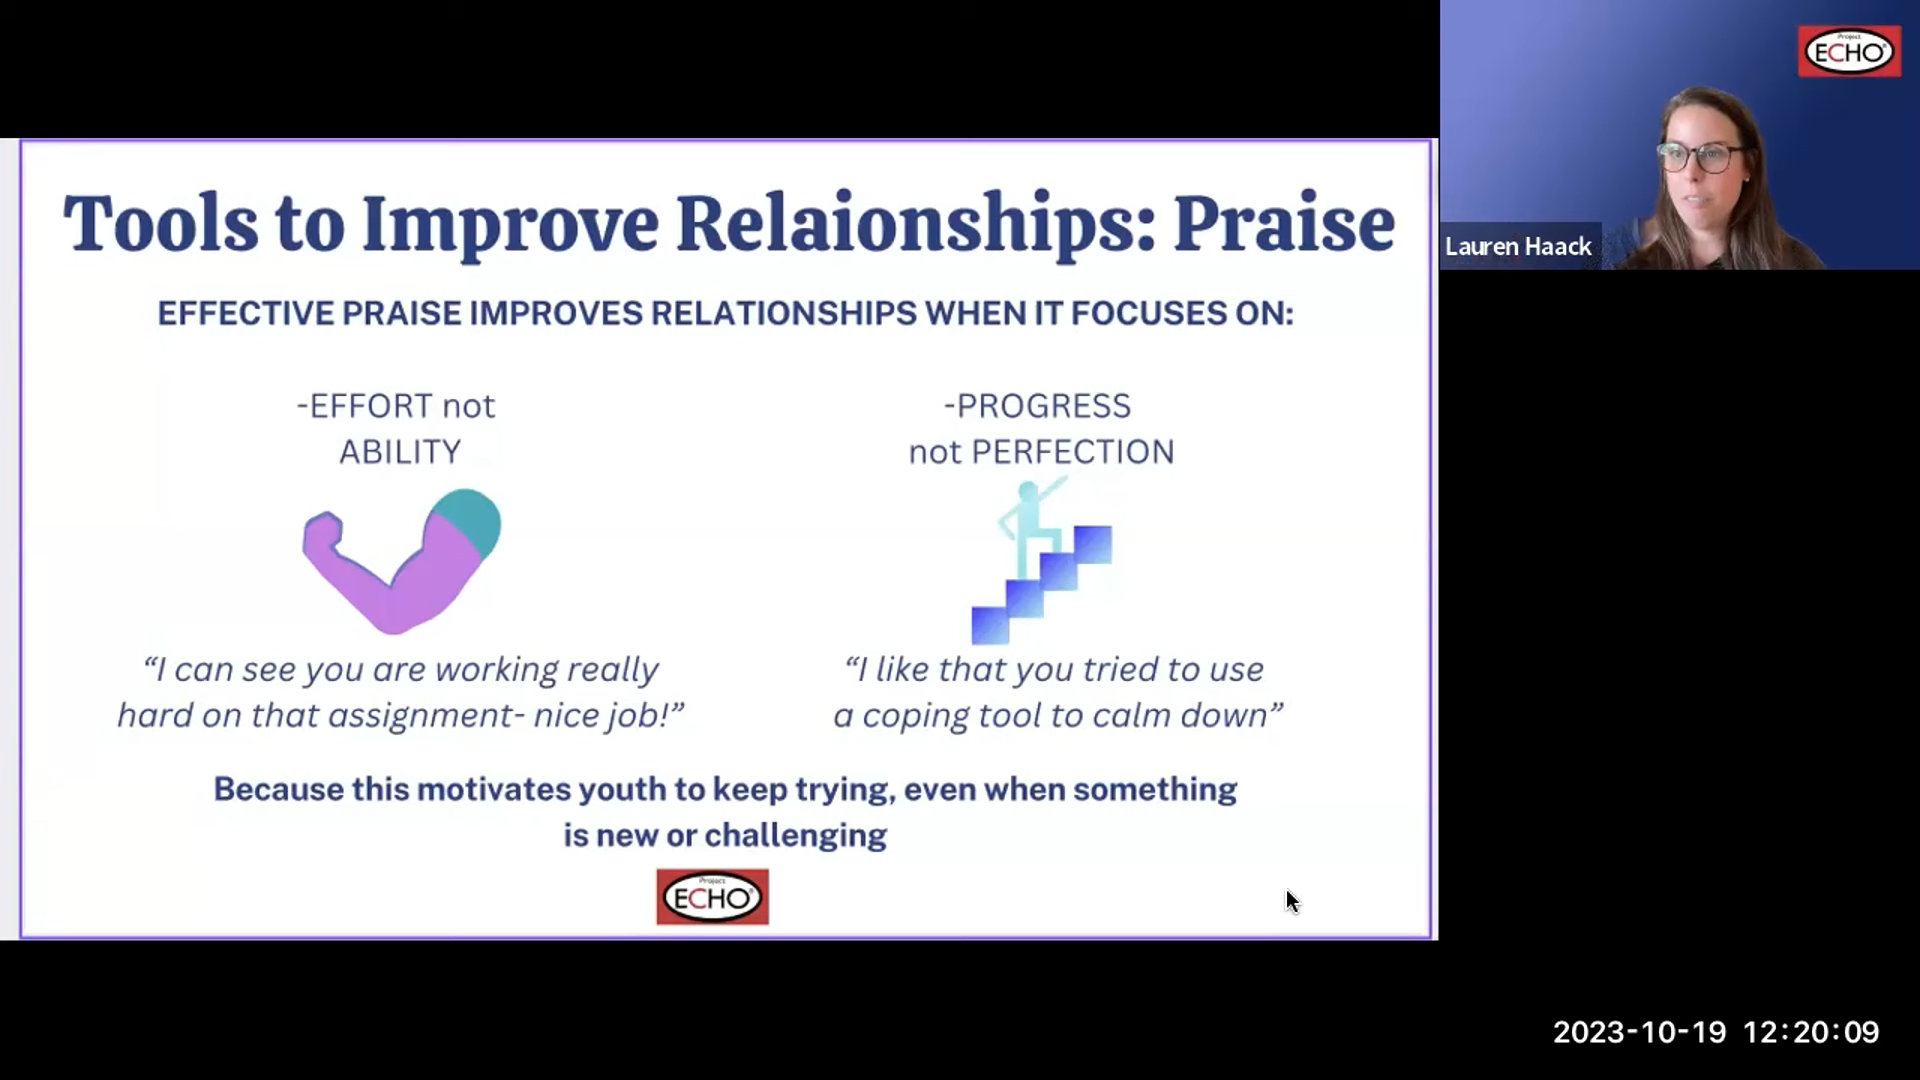 Project
ECHO®
Lauren Haack
Tools to Improve Relaionships: Praise
EFFECTIVE PRAISE IMPROVES RELATIONSHIPS WHEN IT FOCUSES ON:
-EFFORT not
ABILITY
“I can see you are working really
hard on that assignment- nice job!”
-PROGRESS
not PERFECTION
“I like that you tried to use
a coping tool to calm down”
Because this motivates youth to keep trying, even when something
is new or challenging
Project
ECHO®
2023-10-19 12:20:09